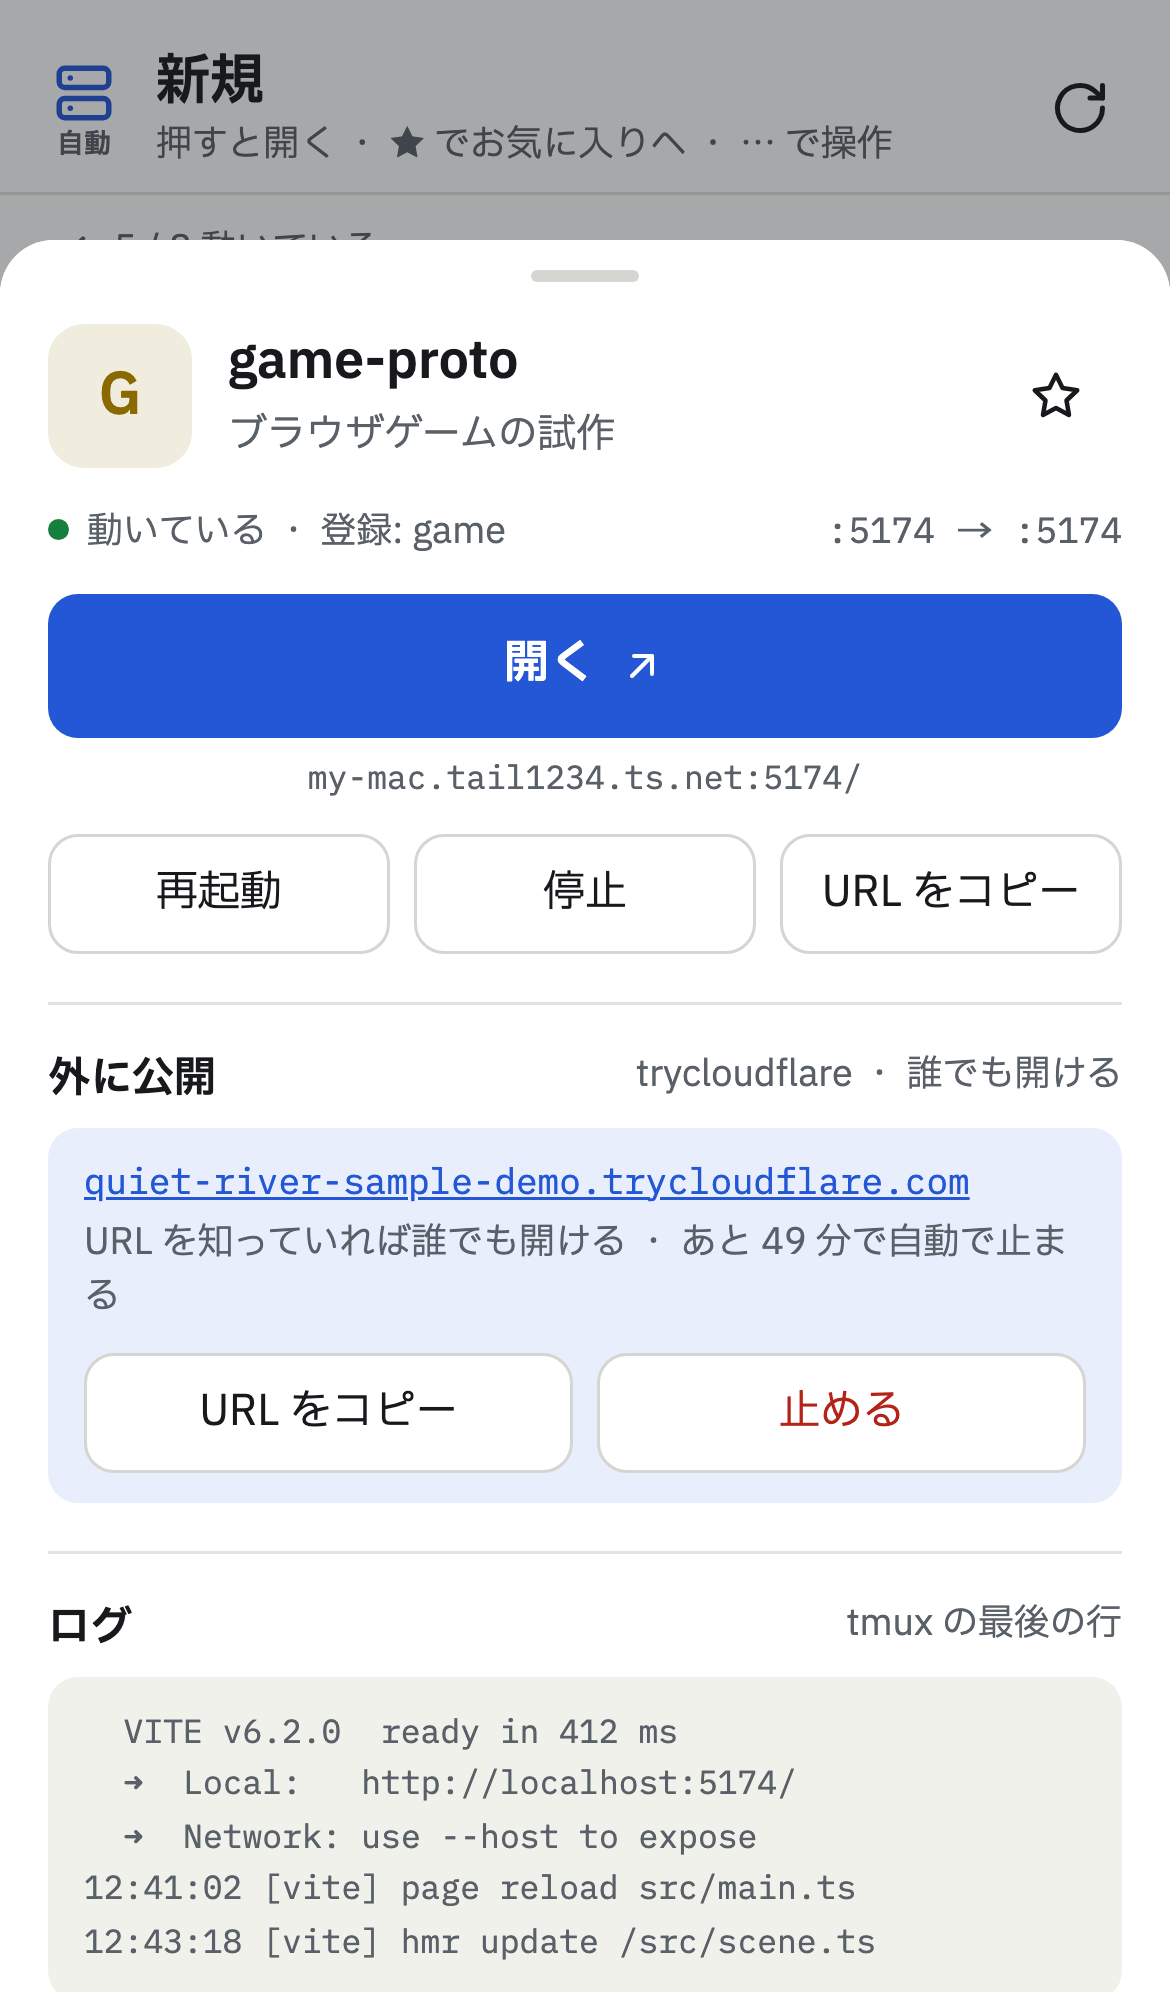 新規
自動
押すと開く ・ ★ でお気に入りへ ・ … で操作
G
game-proto
ブラウザゲームの試作
動いている ・ 登録: game
:5174 → :5174
開く ↗
my-mac.tail1234.ts.net:5174/
再起動
停止
URL をコピー
外に公開
trycloudflare ・ 誰でも開ける
quiet-river-sample-demo.trycloudflare.com
URL を知っていれば誰でも開ける ・ あと 49 分で自動で止ま
る
URL をコピー
止める
ログ
tmux の最後の行
VITE v6.2.0  ready in 412 ms
➜  Local:   http://localhost:5174/
➜  Network: use --host to expose
12:41:02 [vite] page reload src/main.ts
12:43:18 [vite] hmr update /src/scene.ts